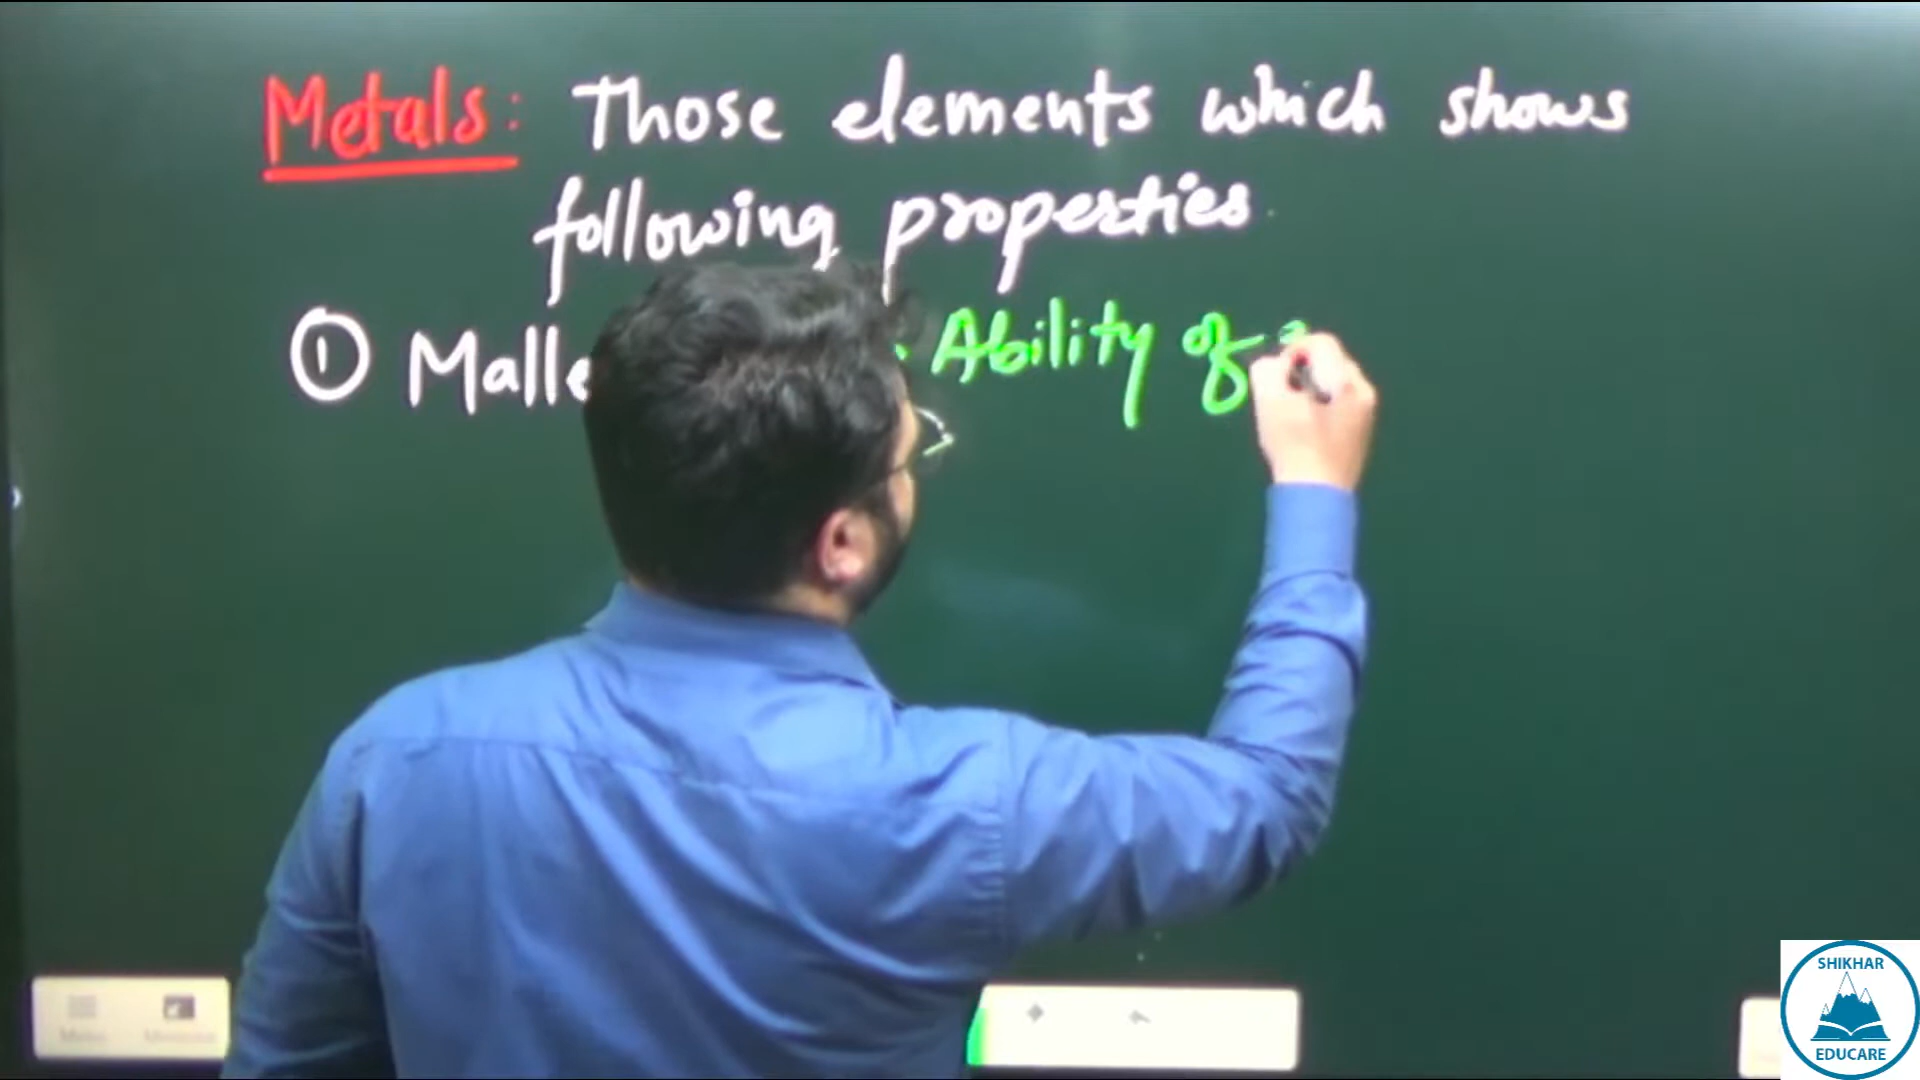 Metals: Those elements which shows
following properties
① Malle : Ability of
SHIKHAR
EDUCARE